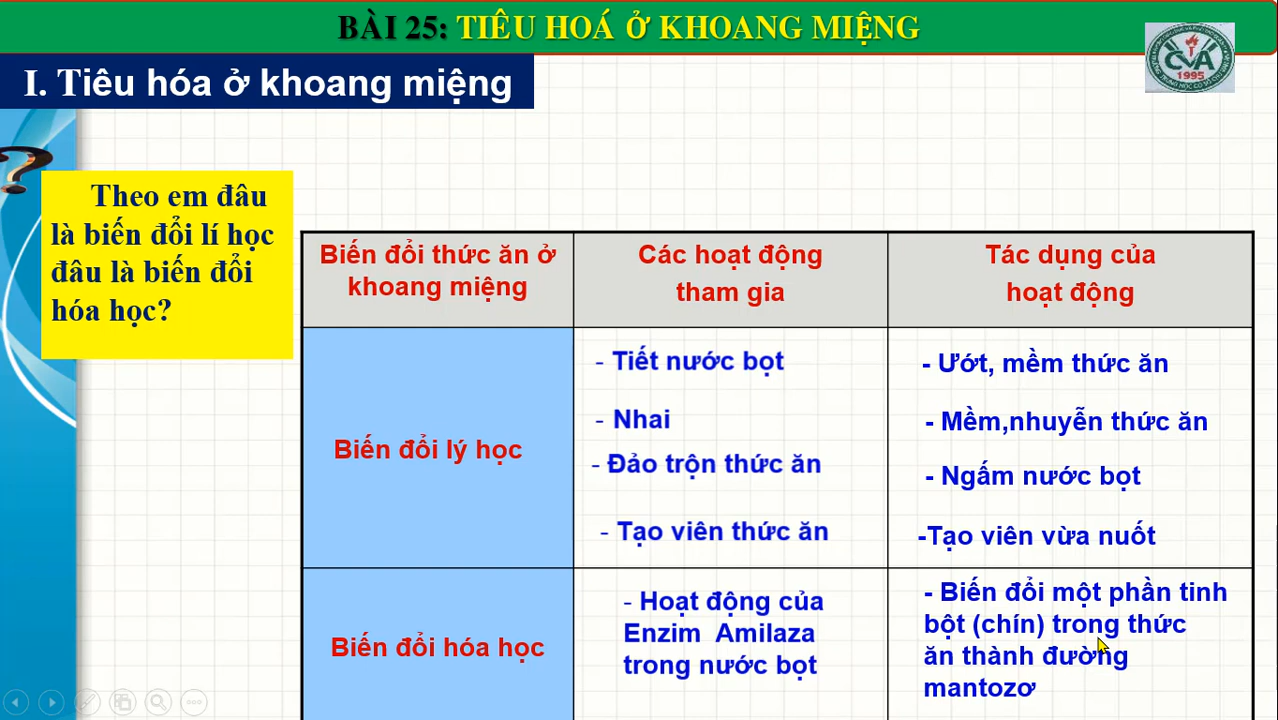 BÀI 25: TIÊU HOÁ Ở KHOANG MIỆNG
CVA
1995
I. Tiêu hóa ở khoang miệng
?
Theo em đâu
là biến đổi lí học
đâu là biến đổi
hóa học?
Biến đổi thức ăn ở
khoang miệng
Các hoạt động
tham gia
Tác dụng của
hoạt động
Biến đổi lý học
- Tiết nước bọt
- Nhai
- Đảo trộn thức ăn
- Tạo viên thức ăn
- Ướt, mềm thức ăn
- Mềm,nhuyễn thức ăn
- Ngấm nước bọt
-Tạo viên vừa nuốt
Biến đổi hóa học
- Hoạt động của
Enzim Amilaza
trong nước bọt
- Biến đổi một phần tinh
bột (chín) trong thức
ăn thành đường
mantozơ